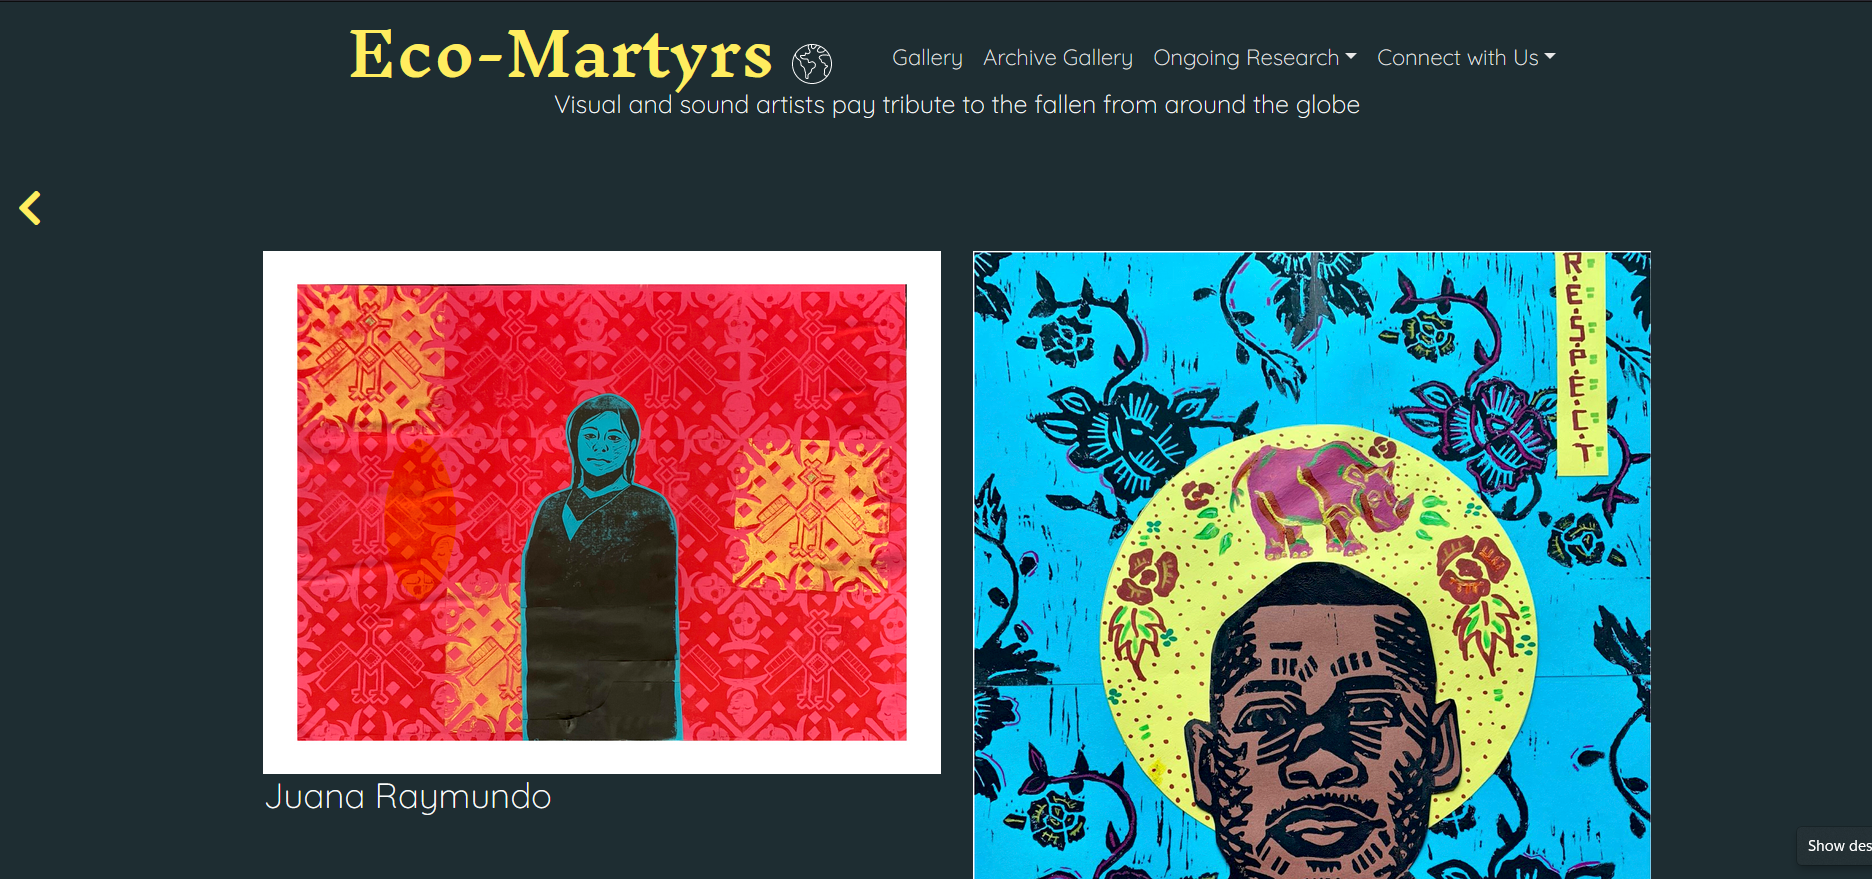 Eco-Martyrs
Gallery Archive Gallery Ongoing Research Connect with Us
Visual and sound artists pay tribute to the fallen from around the globe
R.E.S.P.E.C.T
Juana Raymundo
Show des